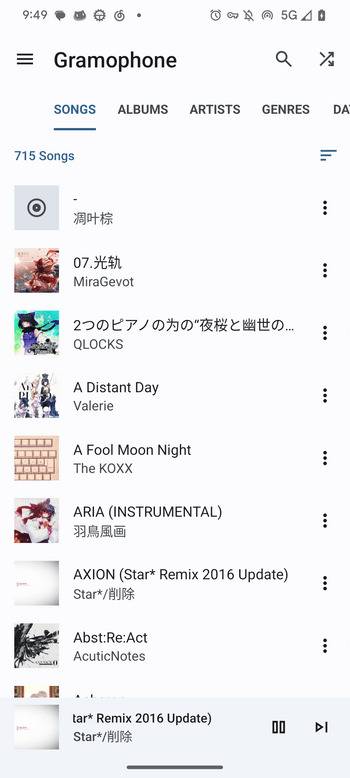 9:49
5G
Gramophone
SONGS ALBUMS ARTISTS GENRES DA
715 Songs
-
凋叶棕
07.光轨
MiraGevot
2つのピアノの为の“夜桜と幽世の…
QLOCKS
A Distant Day
Valerie
A Fool Moon Night
The KOXX
ARIA (INSTRUMENTAL)
羽鳥風画
AXION (Star* Remix 2016 Update)
Star*/削除
Abst:Re:Act
AcuticNotes
tar* Remix 2016 Update)
Star*/削除